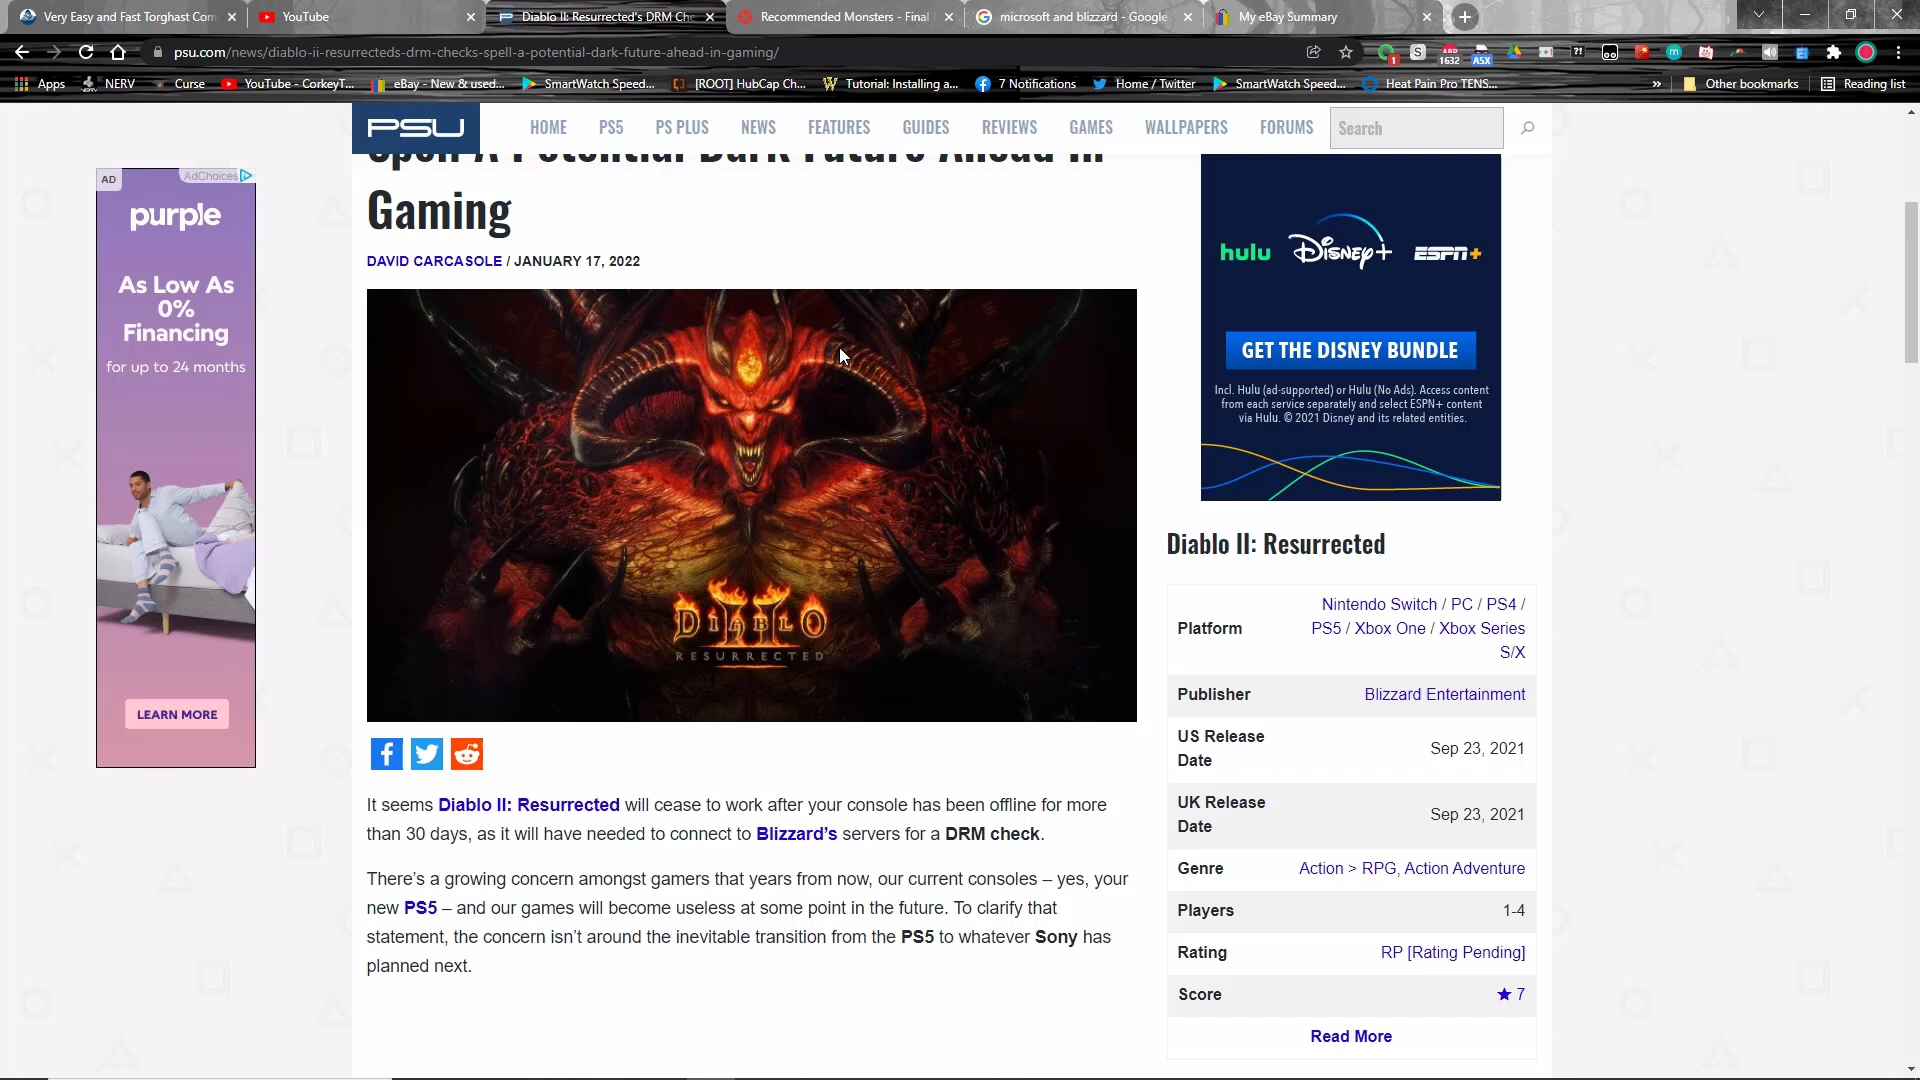 Very Easy and Fast Torghast Com
YouTube
Diablo II: Resurrected's DRM Che
Recommended Monsters - Final
microsoft and blizzard - Google
My eBay Summary
psu.com/news/diablo-ii-resurrecteds-drm-checks-spell-a-potential-dark-future-ahead-in-gaming/
Apps
NERV
Curse
YouTube - CorkeyT...
eBay - New & used...
SmartWatch Speed...
[ROOT] HubCap Ch...
Tutorial: Installing a...
7 Notifications
Home / Twitter
SmartWatch Speed...
Heat Pain Pro TENS...
Other bookmarks
Reading list
PSU
HOME
PS5
PS PLUS
NEWS
FEATURES
GUIDES
REVIEWS
GAMES
WALLPAPERS
FORUMS
Search
Spell A Potential Dark Future Ahead In
Gaming
DAVID CARCASOLE / JANUARY 17, 2022
AD
AdChoices
purple
As Low As
0%
Financing
for up to 24 months
LEARN MORE
DIABLO
II
RESURRECTED
It seems Diablo II: Resurrected will cease to work after your console has been offline for more
than 30 days, as it will have needed to connect to Blizzard’s servers for a DRM check.
There’s a growing concern amongst gamers that years from now, our current consoles – yes, your
new PS5 – and our games will become useless at some point in the future. To clarify that
statement, the concern isn’t around the inevitable transition from the PS5 to whatever Sony has
planned next.
hulu
Disney+
ESPN+
GET THE DISNEY BUNDLE
Incl. Hulu (ad-supported) or Hulu (No Ads). Access content
from each service separately and select ESPN+ content
via Hulu. © 2021 Disney and its related entities.
Diablo II: Resurrected
Platform
Nintendo Switch / PC / PS4 /
PS5 / Xbox One / Xbox Series
S/X
Publisher
Blizzard Entertainment
US Release
Date
Sep 23, 2021
UK Release
Date
Sep 23, 2021
Genre
Action > RPG, Action Adventure
Players
1-4
Rating
RP [Rating Pending]
Score
★ 7
Read More